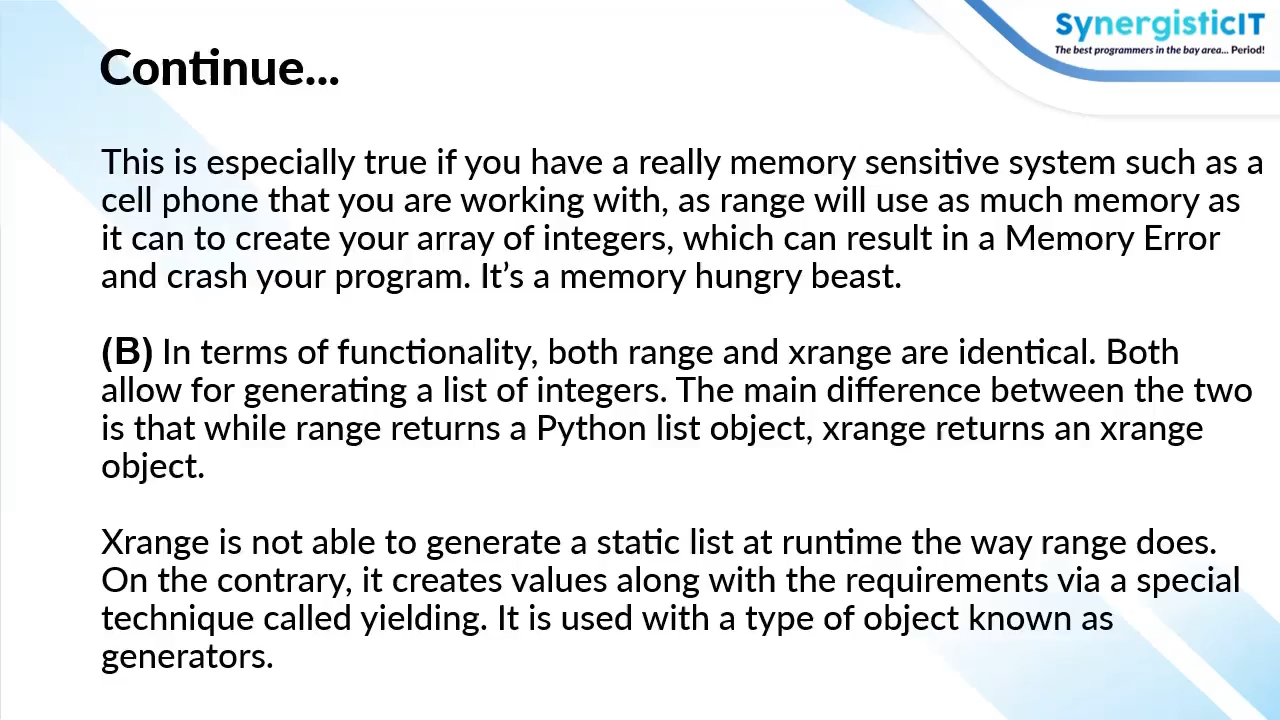 SynergisticIT
The best programmers in the bay area... Period!
Continue...
This is especially true if you have a really memory sensitive system such as a
cell phone that you are working with, as range will use as much memory as
it can to create your array of integers, which can result in a Memory Error
and crash your program. It’s a memory hungry beast.
(B) In terms of functionality, both range and xrange are identical. Both
allow for generating a list of integers. The main difference between the two
is that while range returns a Python list object, xrange returns an xrange
object.
Xrange is not able to generate a static list at runtime the way range does.
On the contrary, it creates values along with the requirements via a special
technique called yielding. It is used with a type of object known as
generators.